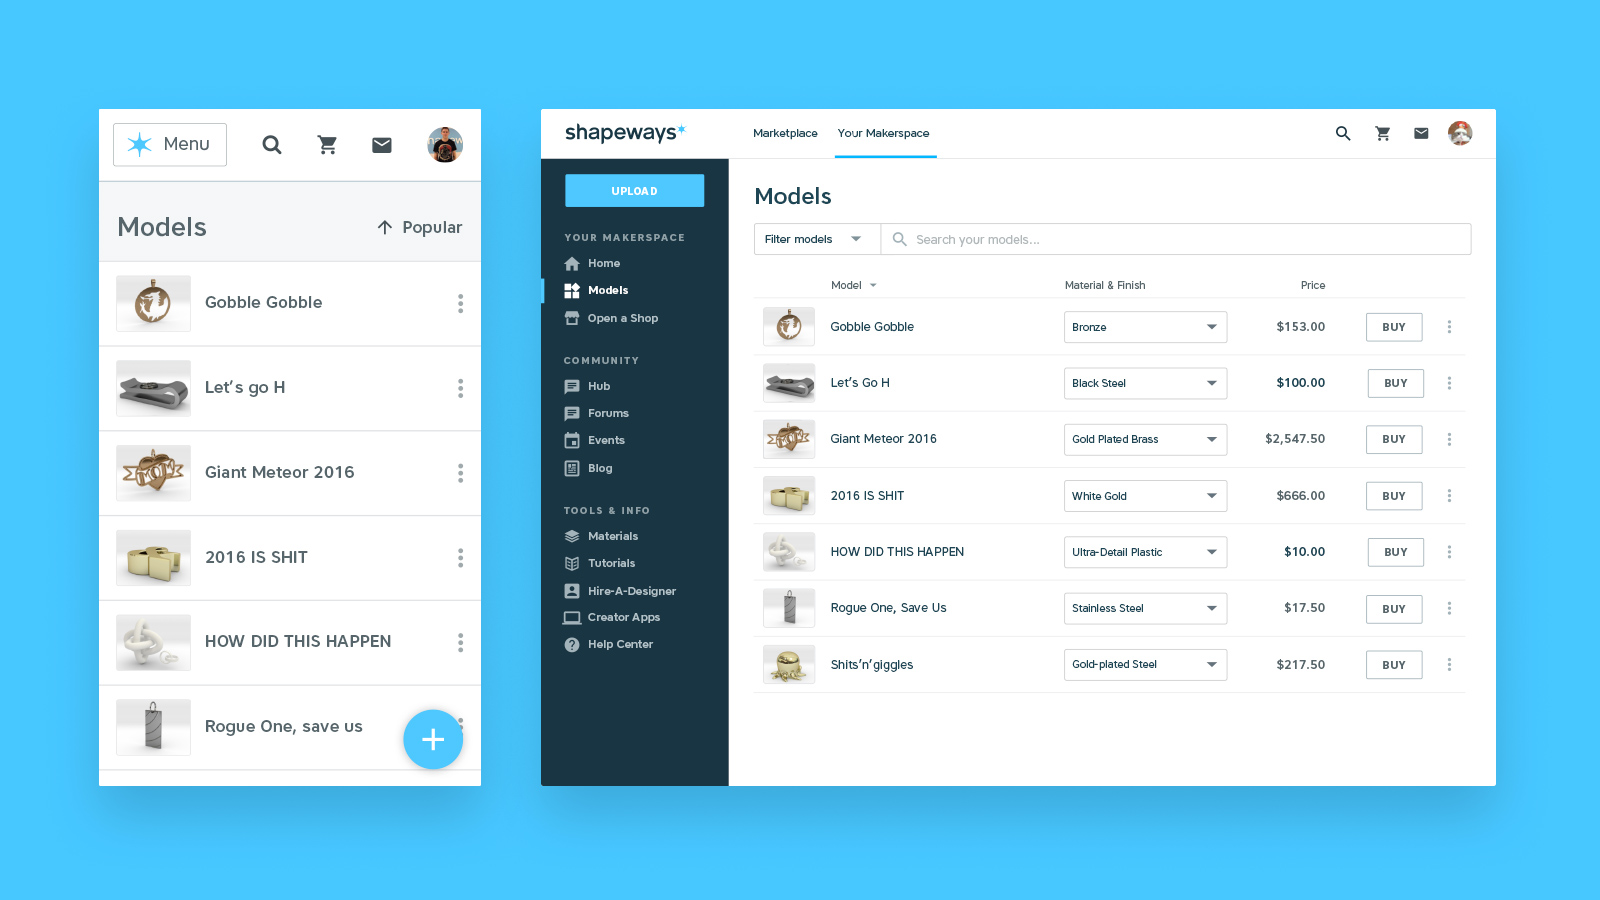 Menu
Models
Popular
Gobble Gobble
Let's go H
Giant Meteor 2016
2016 IS SHIT
HOW DID THIS HAPPEN
Rogue One, save us
shapeways
Marketplace
Your Makerspace
UPLOAD
YOUR MAKERSPACE
Home
Models
Open a Shop
COMMUNITY
Hub
Forums
Events
Blog
TOOLS & INFO
Materials
Tutorials
Hire-A-Designer
Creator Apps
Help Center
Models
Filter models
Search your models...
Model
Material & Finish
Price
Gobble Gobble
Bronze
$153.00
BUY
Let's Go H
Black Steel
$100.00
BUY
Giant Meteor 2016
Gold Plated Brass
$2,547.50
BUY
2016 IS SHIT
White Gold
$666.00
BUY
HOW DID THIS HAPPEN
Ultra-Detail Plastic
$10.00
BUY
Rogue One, Save Us
Stainless Steel
$17.50
BUY
Shits'n'giggles
Gold-plated Steel
$217.50
BUY